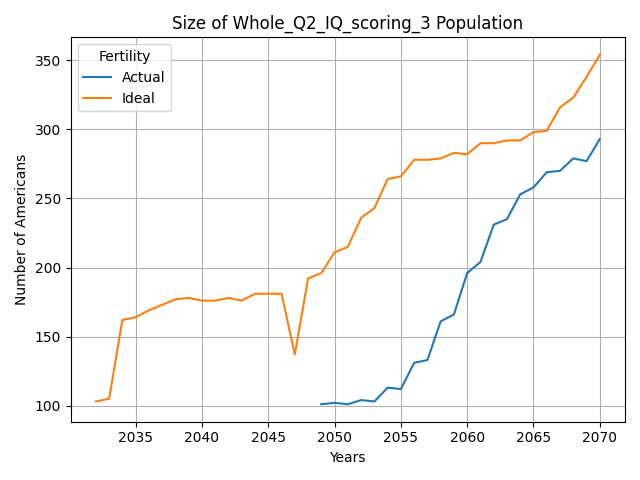 Size of Whole_Q2_IQ_scoring_3 Population
Fertility
Actual
Ideal
350
300
250
200
150
100
Number of Americans
2035 2040 2045 2050 2055 2060 2065 2070
Years